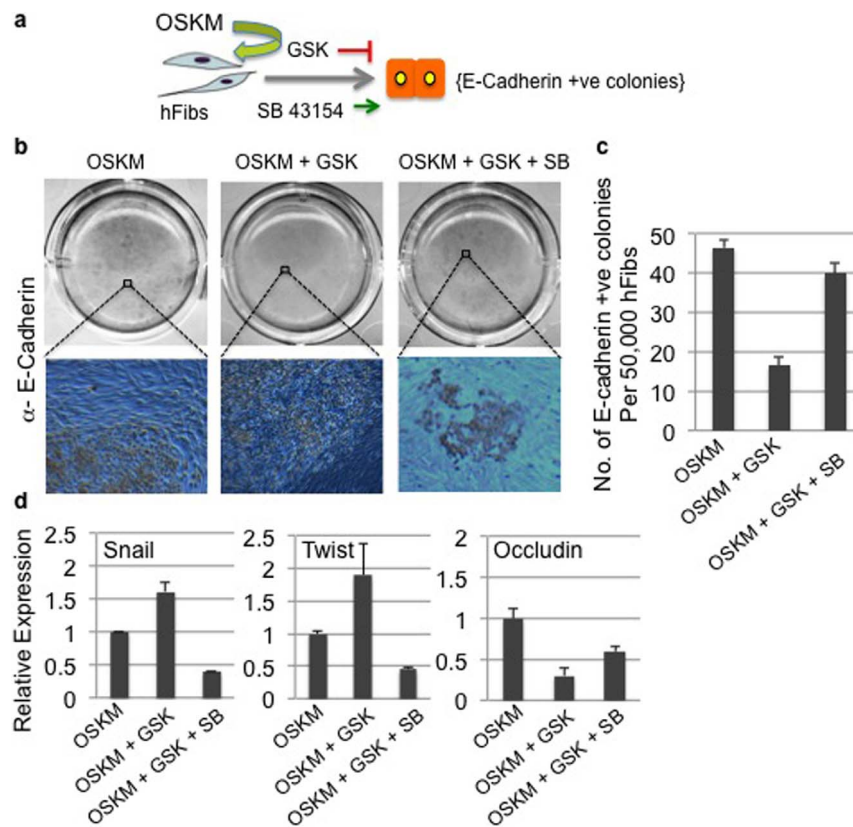 a
OSKM
GSK
hFibs
SB 43154
{E-Cadherin +ve colonies}
b
OSKM
OSKM + GSK
OSKM + GSK + SB
α- E-Cadherin
c
No. of E-cadherin +ve colonies
Per 50,000 hFibs
50
40
30
20
10
0
OSKM
OSKM + GSK
OSKM + GSK + SB
d
Relative Expression
Snail
2.5
2
1.5
1
0.5
0
OSKM
OSKM + GSK
OSKM + GSK + SB
Twist
2.5
2
1.5
1
0.5
0
OSKM
OSKM + GSK
OSKM + GSK + SB
Occludin
2
1.5
1
0.5
0
OSKM
OSKM + GSK
OSKM + GSK + SB